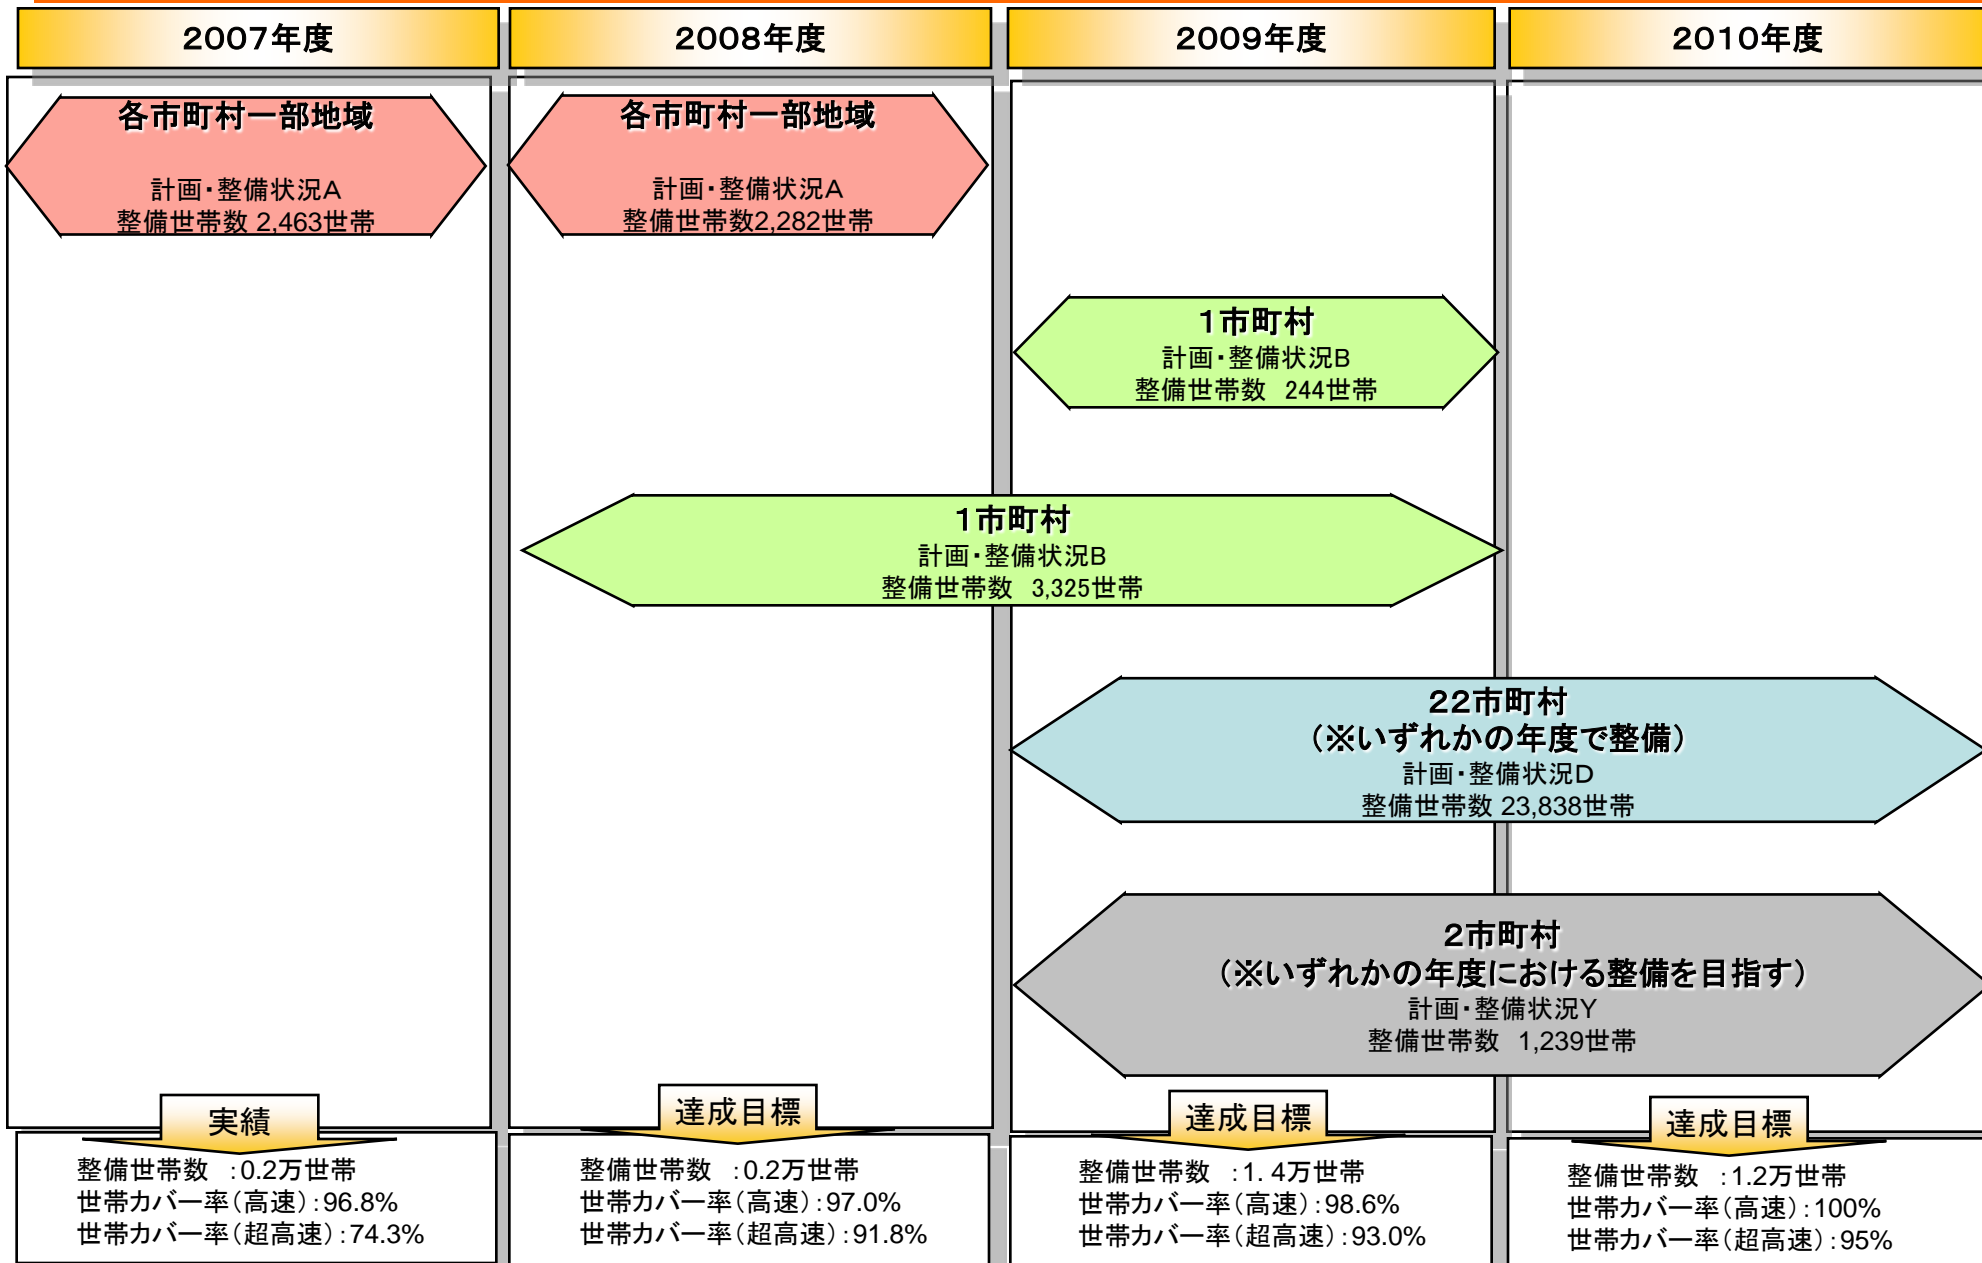 2007年度
2008年度
2009年度
2010年度
各市町村一部地域
計画・整備状況A
整備世帯数 2,463世帯
各市町村一部地域
計画・整備状況A
整備世帯数2,282世帯
1市町村
計画・整備状況B
整備世帯数　244世帯
1市町村
計画・整備状況B
整備世帯数　3,325世帯
22市町村
（※いずれかの年度で整備）
計画・整備状況D
整備世帯数 23,838世帯
2市町村
（※いずれかの年度における整備を目指す）
計画・整備状況Y
整備世帯数　1,239世帯
実績
整備世帯数　：0.2万世帯
世帯カバー率（高速）：96.8%
世帯カバー率（超高速）：74.3%
達成目標
整備世帯数　：0.2万世帯
世帯カバー率（高速）：97.0%
世帯カバー率（超高速）：91.8%
達成目標
整備世帯数　：1．4万世帯
世帯カバー率（高速）：98.6%
世帯カバー率（超高速）：93.0%
達成目標
整備世帯数　：1.2万世帯
世帯カバー率（高速）：100%
世帯カバー率（超高速）：95%